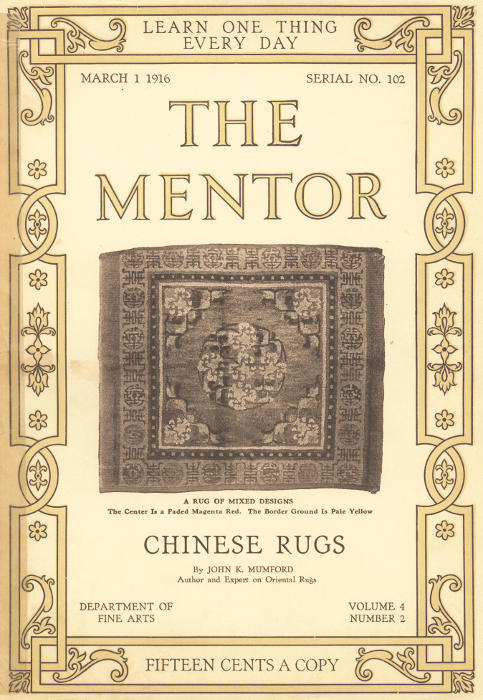 LEARN ONE THING
EVERY DAY
MARCH 1 1916 SERIAL NO. 102
THE
MENTOR
A RUG OF MIXED DESIGNS
The Center Is a Faded Magenta Red. The Border Ground Is Pale Yellow
CHINESE RUGS
By JOHN K. MUMFORD
Author and Expert on Oriental Rugs
DEPARTMENT OF
FINE ARTS
VOLUME 4
NUMBER 2
FIFTEEN CENTS A COPY